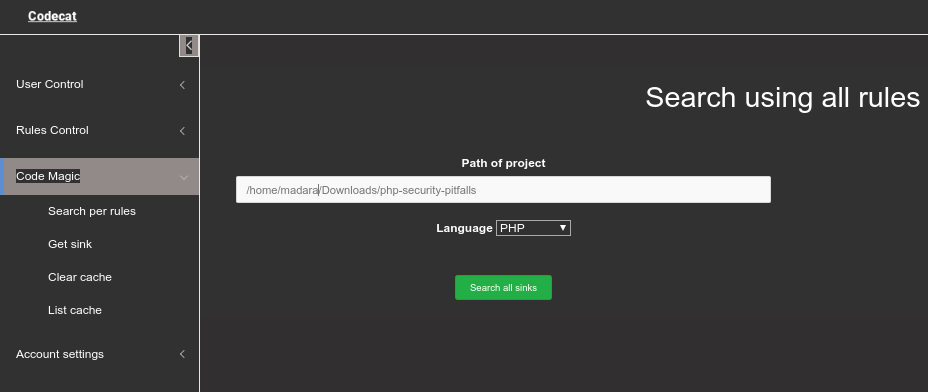 Codecat
User Control
Rules Control
Code Magic
Search per rules
Get sink
Clear cache
List cache
Account settings
Search using all rules
Path of project
/home/madara/Downloads/php-security-pitfalls
Language PHP
Search all sinks